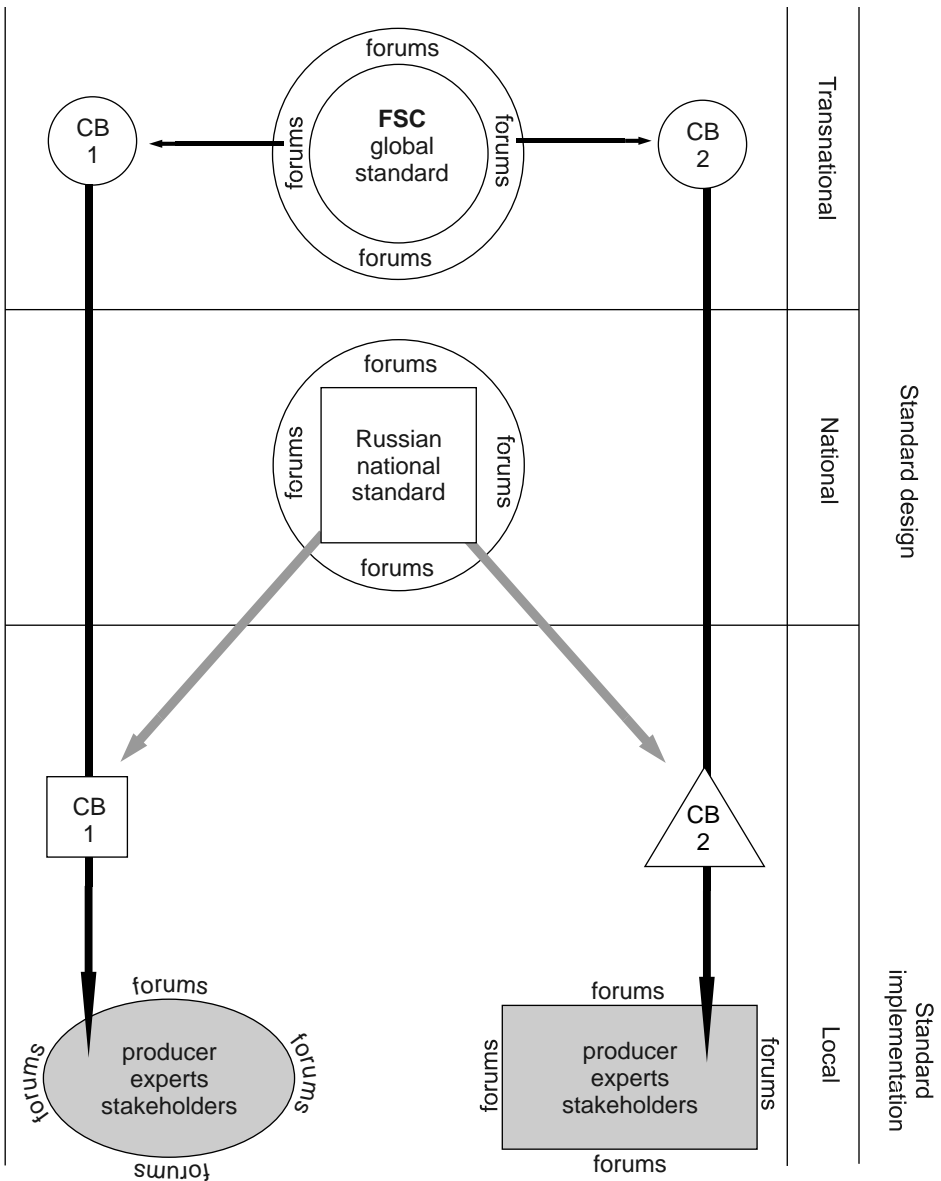 forums
forums
FSC
global
standard
forums
forums
CB
1
CB
2
Transnational
forums
forums
Russian
national
standard
forums
forums
National
Standard design
CB
1
CB
2
forums
forums
producer
experts
stakeholders
forums
forums
forums
forums
producer
experts
stakeholders
forums
forums
Local
Standard
implementation